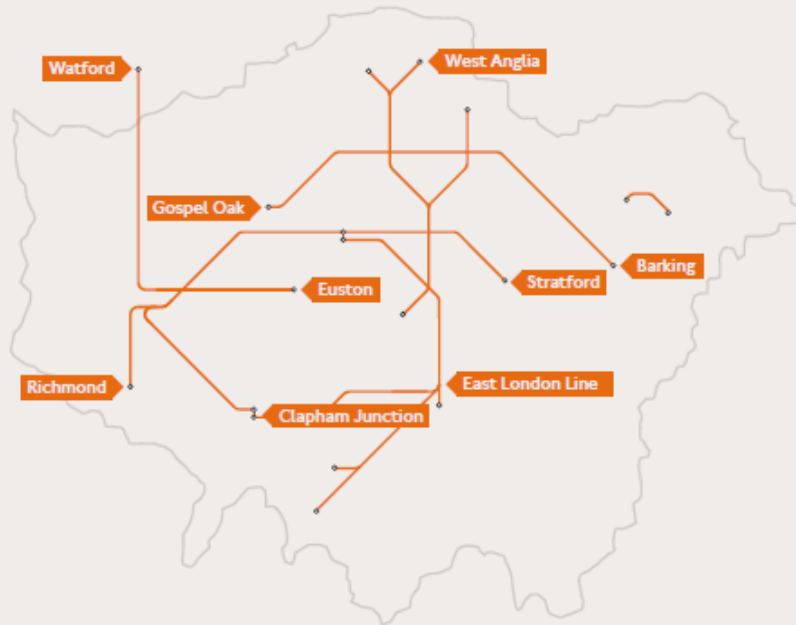 West Anglia
Watford
Gospel Oak
Barking
Stratford
Euston
East London Line
Richmond
Clapham Junction